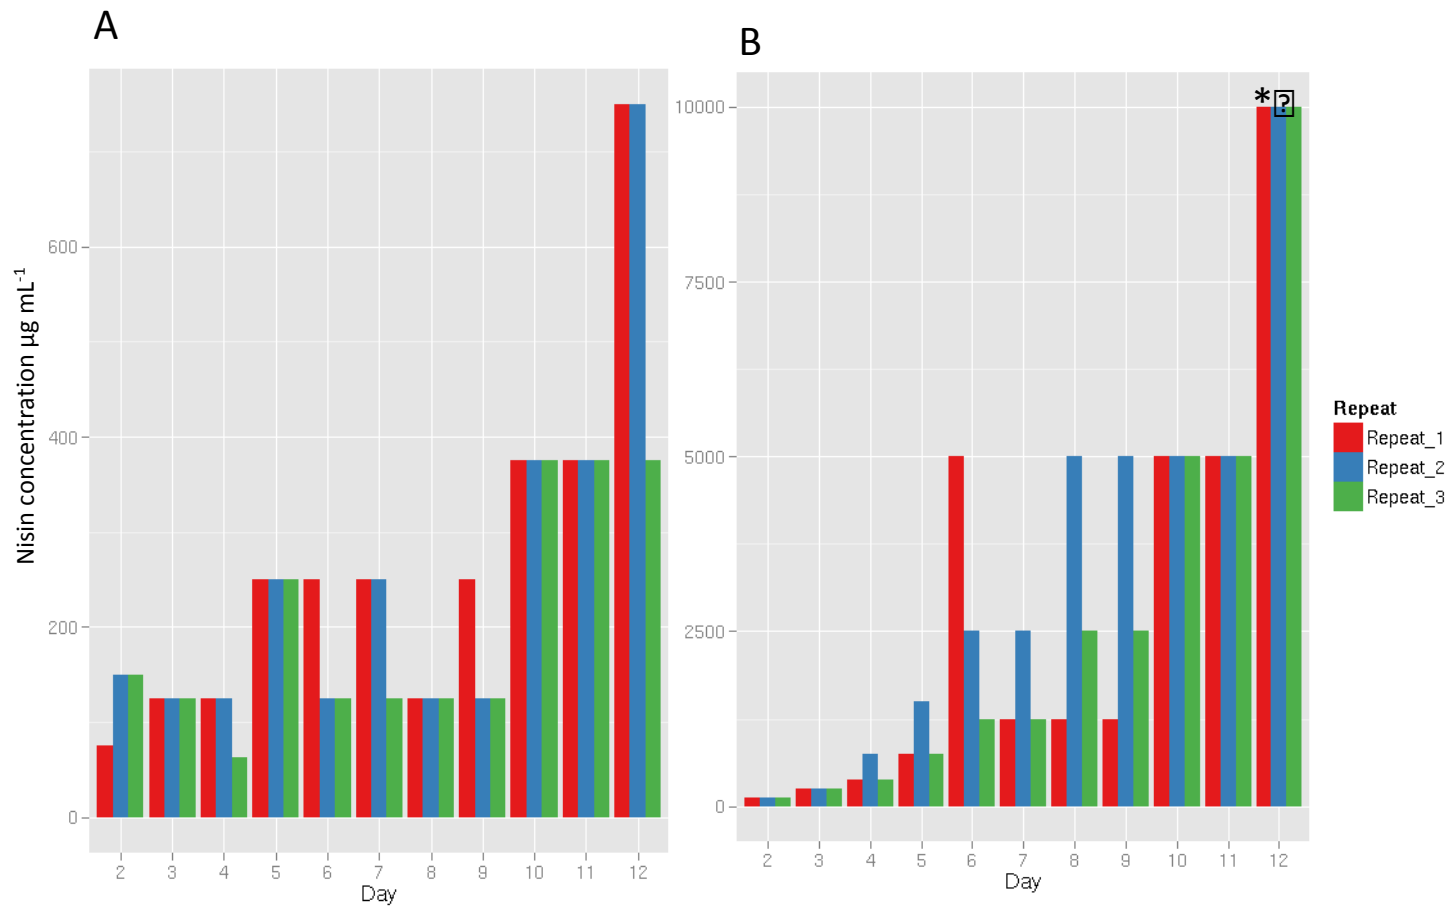 A
B
Nisin concentration µg mL-1
600
400
200
0
2 3 4 5 6 7 8 9 10 11 12
Day
* ?
10000
7500
5000
2500
0
2 3 4 5 6 7 8 9 10 11 12
Day
Repeat
Repeat_1
Repeat_2
Repeat_3